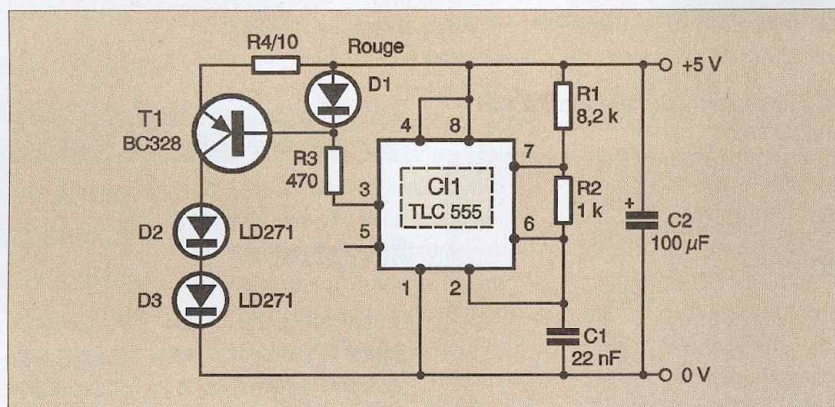 R4/10
Rouge
D1
+5 V
T1
BC328
4
8
R1
8,2 k
7
R3
470
3
CI1
TLC 555
R2
1 k
6
+
C2
100 µF
5
D2
LD271
1
2
D3
LD271
C1
22 nF
0 V